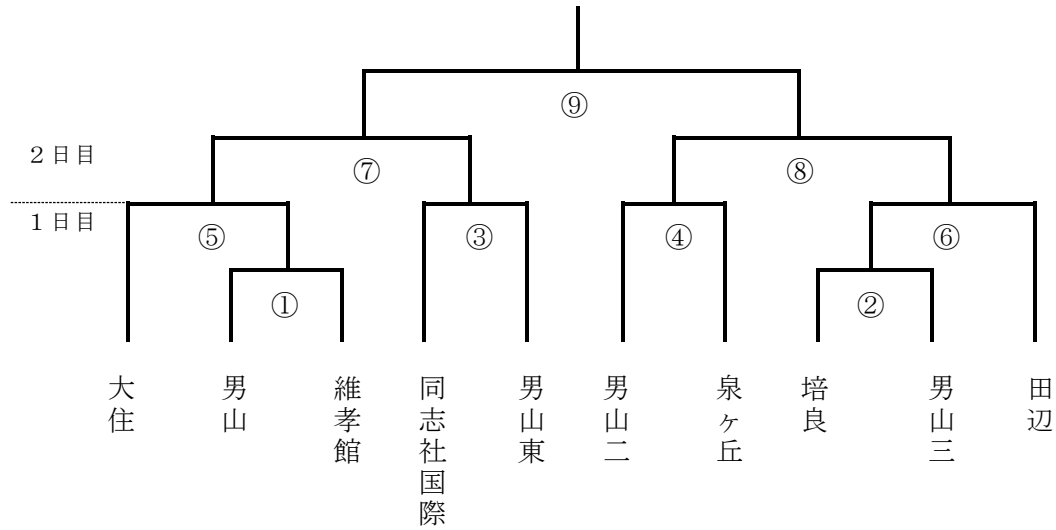 ⑨
2日目
⑦
⑧
1日目
⑤
③
④
⑥
①
②
大住
男山
維孝館
同志社国際
男山東
男山二
泉ヶ丘
培良
男山三
田辺